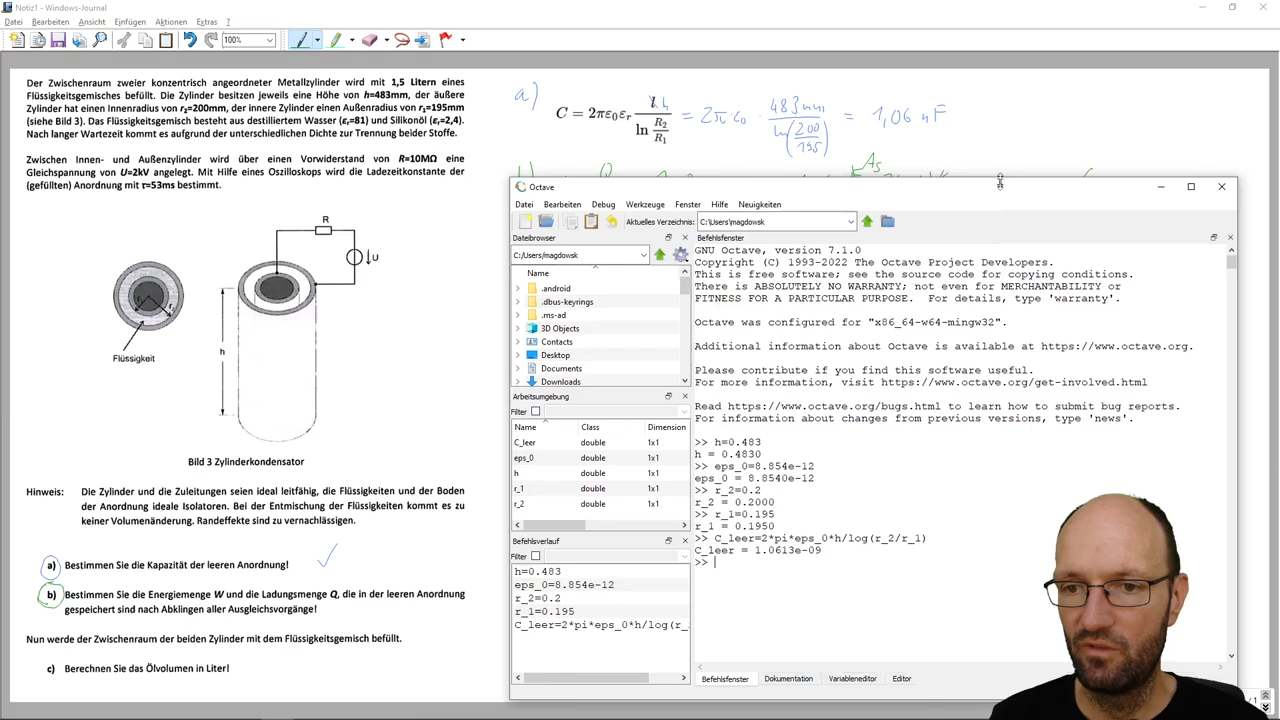 Notiz1 - Windows-Journal
Datei Bearbeiten Ansicht Einfügen Aktionen Extras ?
100%
Der Zwischenraum zweier konzentrisch angeordneter Metallzylinder wird mit 1,5 Litern eines
Flüssigkeitsgemisches befüllt. Die Zylinder besitzen jeweils eine Höhe von h=483mm, der äußere
Zylinder hat einen Innenradius von r₂=200mm, der innere Zylinder einen Außenradius von r₁=195mm
(siehe Bild 3). Das Flüssigkeitsgemisch besteht aus destilliertem Wasser (εᵣ=81) und Silikonöl (εᵣ=2,4).
Nach langer Wartezeit kommt es aufgrund der unterschiedlichen Dichte zur Trennung beider Stoffe.
Zwischen Innen- und Außenzylinder wird über einen Vorwiderstand von R=10MΩ eine
Gleichspannung von U=2kV angelegt. Mit Hilfe eines Oszilloskops wird die Ladezeitkonstante der
(gefüllten) Anordnung mit τ=53ms bestimmt.
R
U
h
Flüssigkeit
Bild 3 Zylinderkondensator
Hinweis: Die Zylinder und die Zuleitungen seien ideal leitfähig, die Flüssigkeiten und der Boden
der Anordnung ideale Isolatoren. Bei der Entmischung der Flüssigkeiten kommt es zu
keiner Volumenänderung. Randeffekte sind zu vernachlässigen.
a) Bestimmen Sie die Kapazität der leeren Anordnung!
b) Bestimmen Sie die Energiemenge W und die Ladungsmenge Q, die in der leeren Anordnung
gespeichert sind nach Abklingen aller Ausgleichsvorgänge!
Nun werde der Zwischenraum der beiden Zylinder mit dem Flüssigkeitsgemisch befüllt.
c) Berechnen Sie das Ölvolumen in Liter!
a) C = 2πε₀εᵣ h / ln R₂/R₁ = 2π·ε₀ · 483mm / ln(200/195) = 1,06 nF
As
Octave
Datei Bearbeiten Debug Werkzeuge Fenster Hilfe Neuigkeiten
Aktuelles Verzeichnis: C:\Users\magdowsk
Dateibrowser
C:/Users/magdowsk
Name
.android
.dbus-keyrings
.ms-ad
3D Objects
Contacts
Desktop
Documents
Downloads
Arbeitsumgebung
Filter
Name Class Dimension
C_leer double 1x1
eps_0 double 1x1
h double 1x1
r_1 double 1x1
r_2 double 1x1
Befehlsverlauf
Filter
h=0.483
eps_0=8.854e-12
r_2=0.2
r_1=0.195
C_leer=2*pi*eps_0*h/log(r_
Befehlsfenster
GNU Octave, version 7.1.0
Copyright (C) 1993-2022 The Octave Project Developers.
This is free software; see the source code for copying conditions.
There is ABSOLUTELY NO WARRANTY; not even for MERCHANTABILITY or
FITNESS FOR A PARTICULAR PURPOSE. For details, type 'warranty'.
Octave was configured for "x86_64-w64-mingw32".
Additional information about Octave is available at https://www.octave.org.
Please contribute if you find this software useful.
For more information, visit https://www.octave.org/get-involved.html
Read https://www.octave.org/bugs.html to learn how to submit bug reports.
For information about changes from previous versions, type 'news'.
>> h=0.483
h = 0.4830
>> eps_0=8.854e-12
eps_0 = 8.8540e-12
>> r_2=0.2
r_2 = 0.2000
>> r_1=0.195
r_1 = 0.1950
>> C_leer=2*pi*eps_0*h/log(r_2/r_1)
C_leer = 1.0613e-09
>>
Befehlsfenster Dokumentation Variableneditor Editor